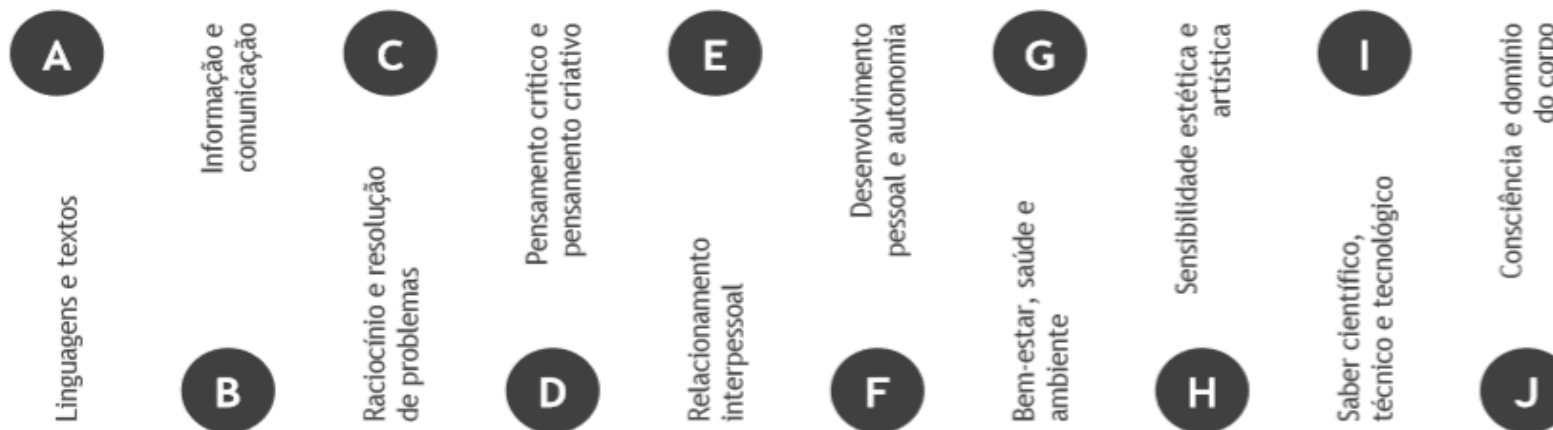 A
Linguagens e textos
Informação e
comunicação
B
C
Raciocínio e resolução
de problemas
Pensamento crítico e
pensamento criativo
D
E
Relacionamento
interpessoal
Desenvolvimento
pessoal e autonomia
F
G
Bem-estar, saúde e
ambiente
Sensibilidade estética e
artística
H
I
Saber científico,
técnico e tecnológico
Consciência e domínio
do corpo
J